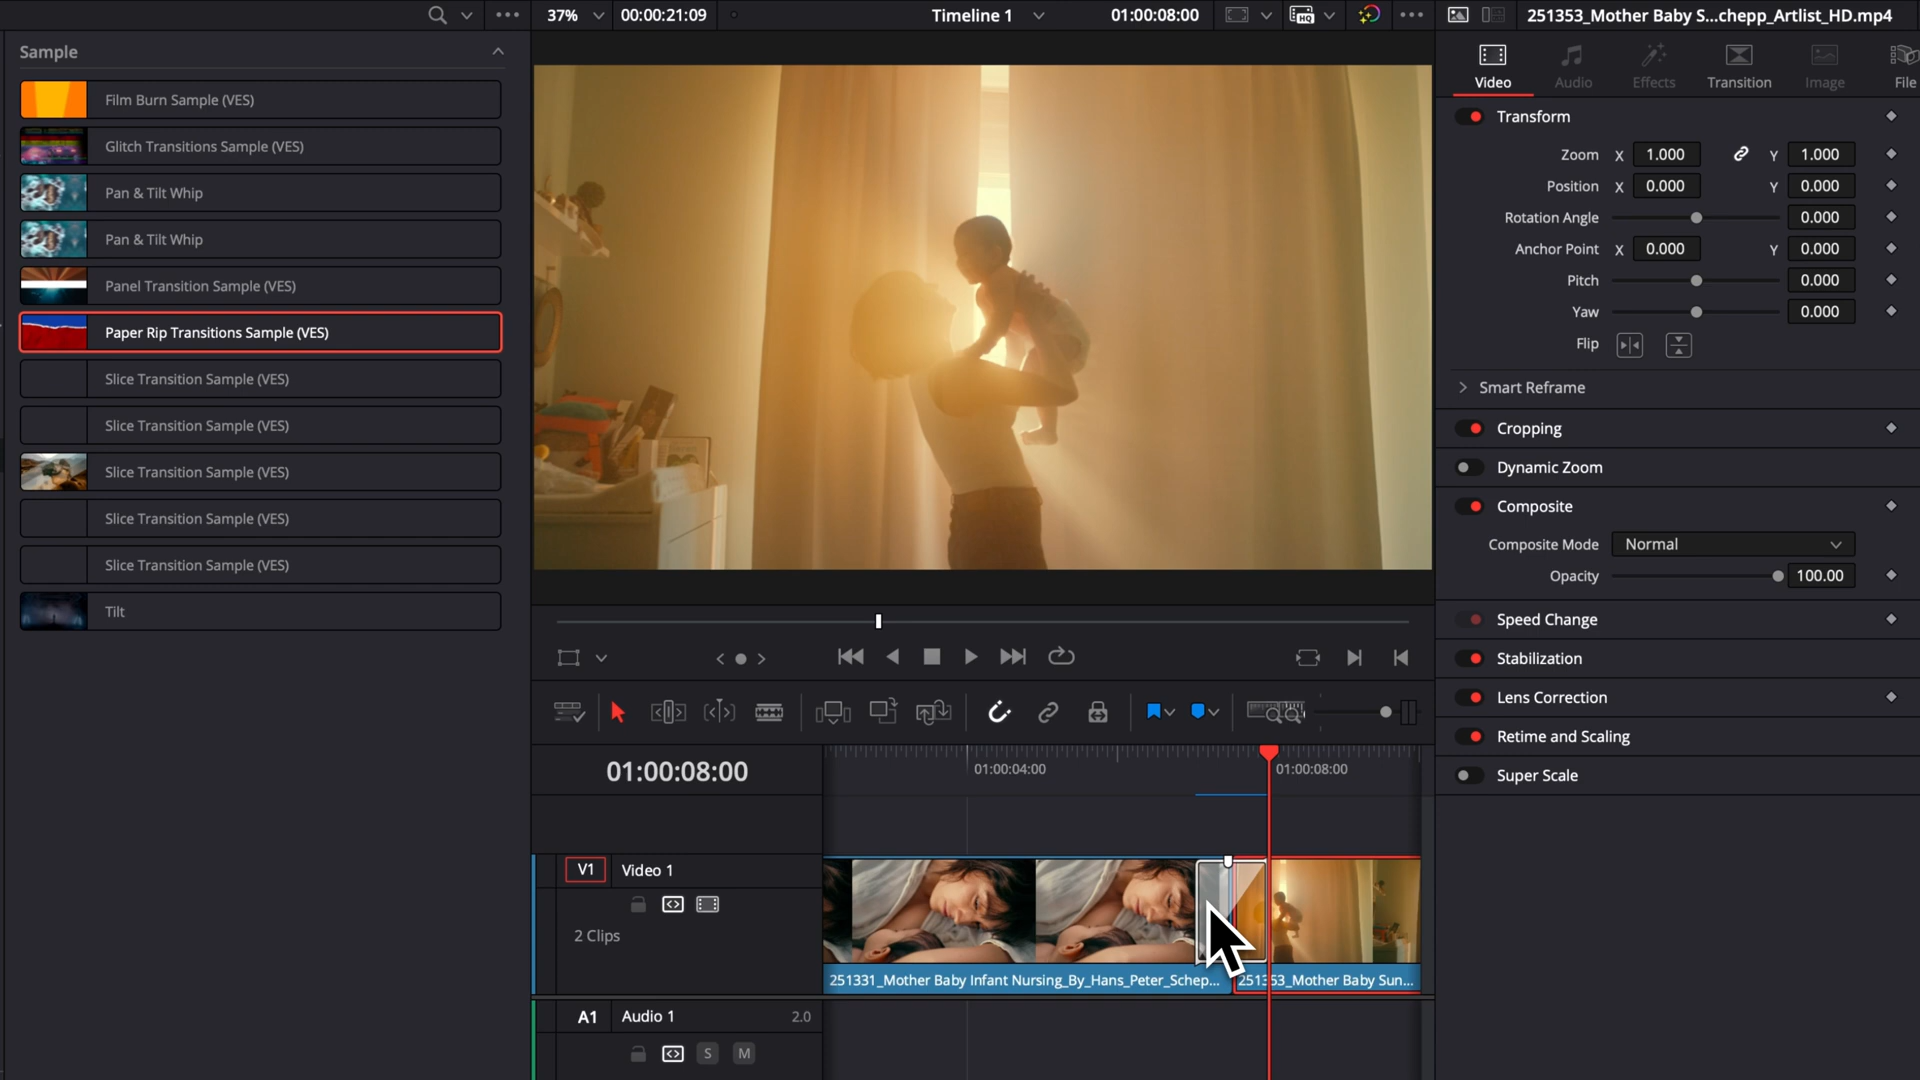 37%
00:00:21:09
Timeline 1
01:00:08:00
HQ
251353_Mother Baby S...chepp_Artlist_HD.mp4
Sample
Film Burn Sample (VES)
Glitch Transitions Sample (VES)
Pan & Tilt Whip
Pan & Tilt Whip
Panel Transition Sample (VES)
Paper Rip Transitions Sample (VES)
Slice Transition Sample (VES)
Slice Transition Sample (VES)
Slice Transition Sample (VES)
Slice Transition Sample (VES)
Slice Transition Sample (VES)
Tilt
Video
Audio
Effects
Transition
Image
File
Transform
Zoom X 1.000 Y 1.000
Position X 0.000 Y 0.000
Rotation Angle 0.000
Anchor Point X 0.000 Y 0.000
Pitch 0.000
Yaw 0.000
Flip
Smart Reframe
Cropping
Dynamic Zoom
Composite
Composite Mode Normal
Opacity 100.00
Speed Change
Stabilization
Lens Correction
Retime and Scaling
Super Scale
01:00:08:00
01:00:04:00
01:00:08:00
V1 Video 1
2 Clips
251331_Mother Baby Infant Nursing_By_Hans_Peter_Schep...
251353_Mother Baby Sun...
A1 Audio 1 2.0
S M